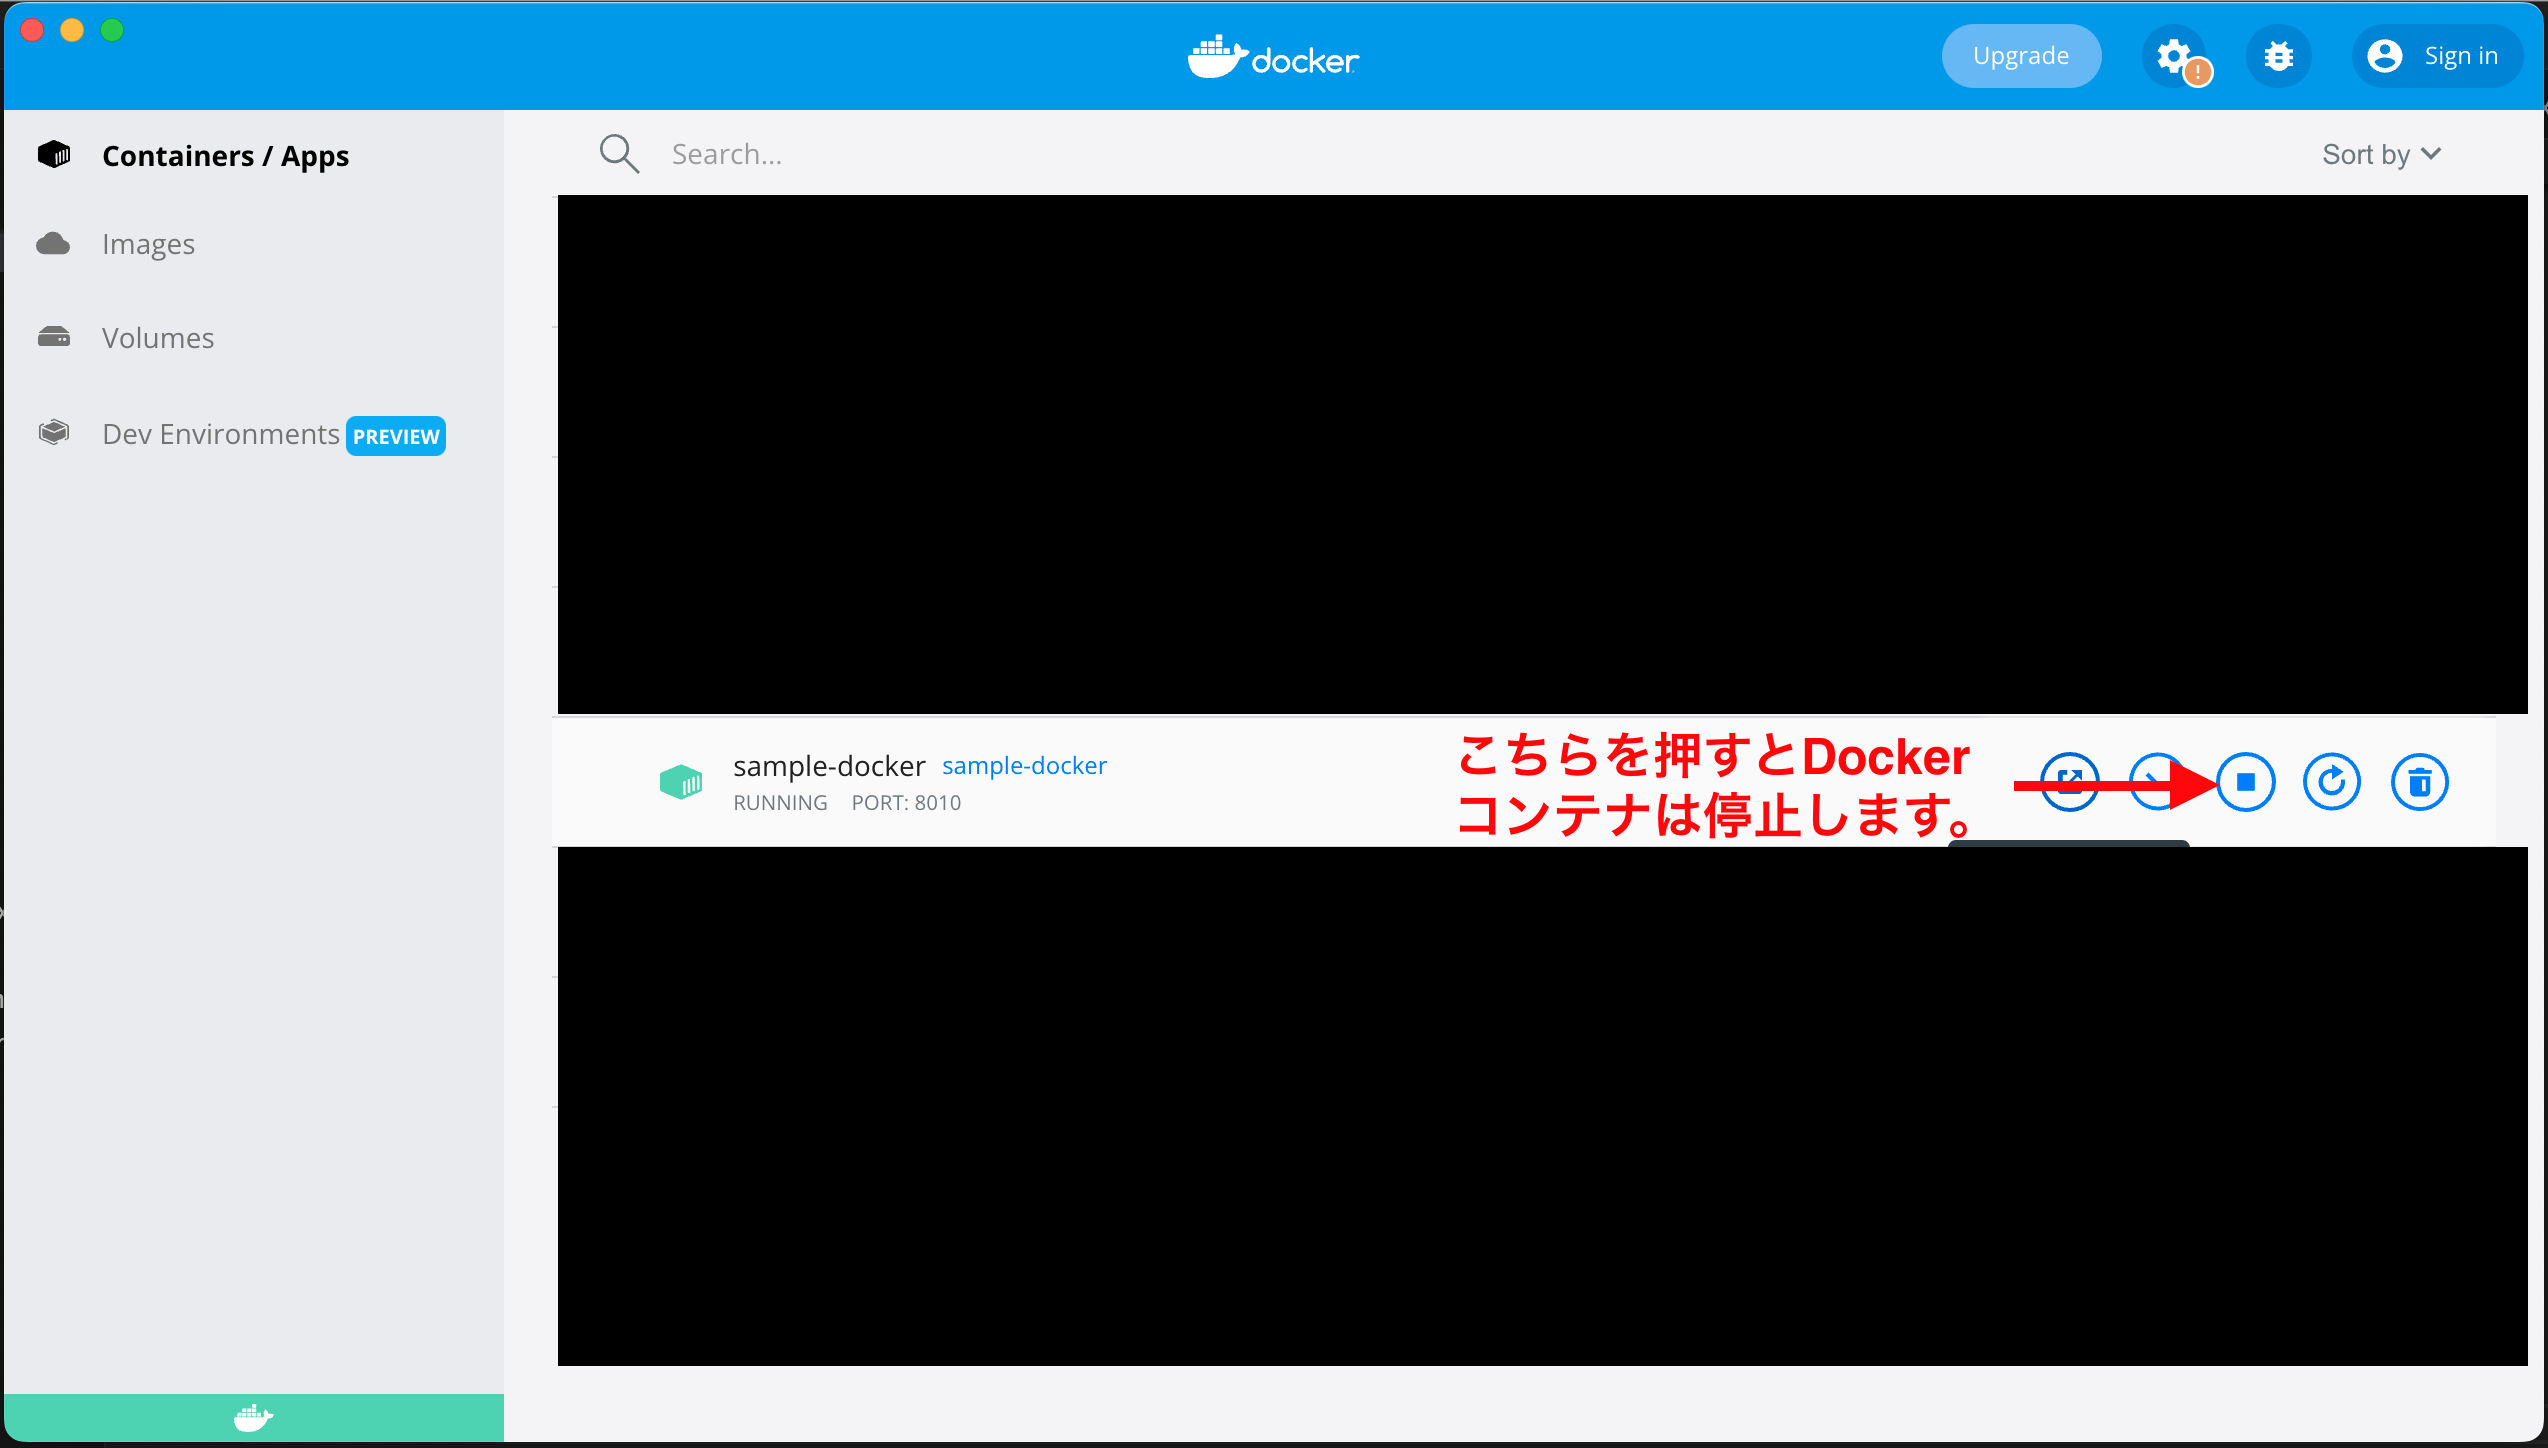 docker
Upgrade
Sign in
Containers / Apps
Search...
Sort by
Images
Volumes
Dev Environments PREVIEW
sample-docker sample-docker
RUNNING PORT: 8010
こちらを押すとDocker
コンテナは停止します。